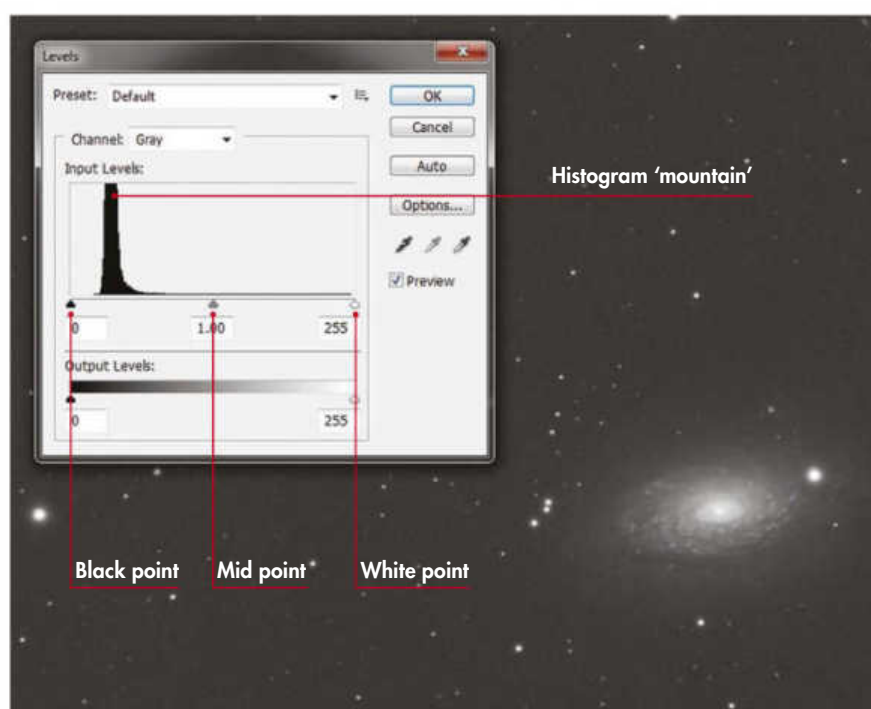 Levels
Preset: Default
OK
Cancel
Channel: Gray
Auto
Input Levels:
Histogram 'mountain'
Options...
Preview
0 1.00 255
Output Levels:
0 255
Black point Mid point White point